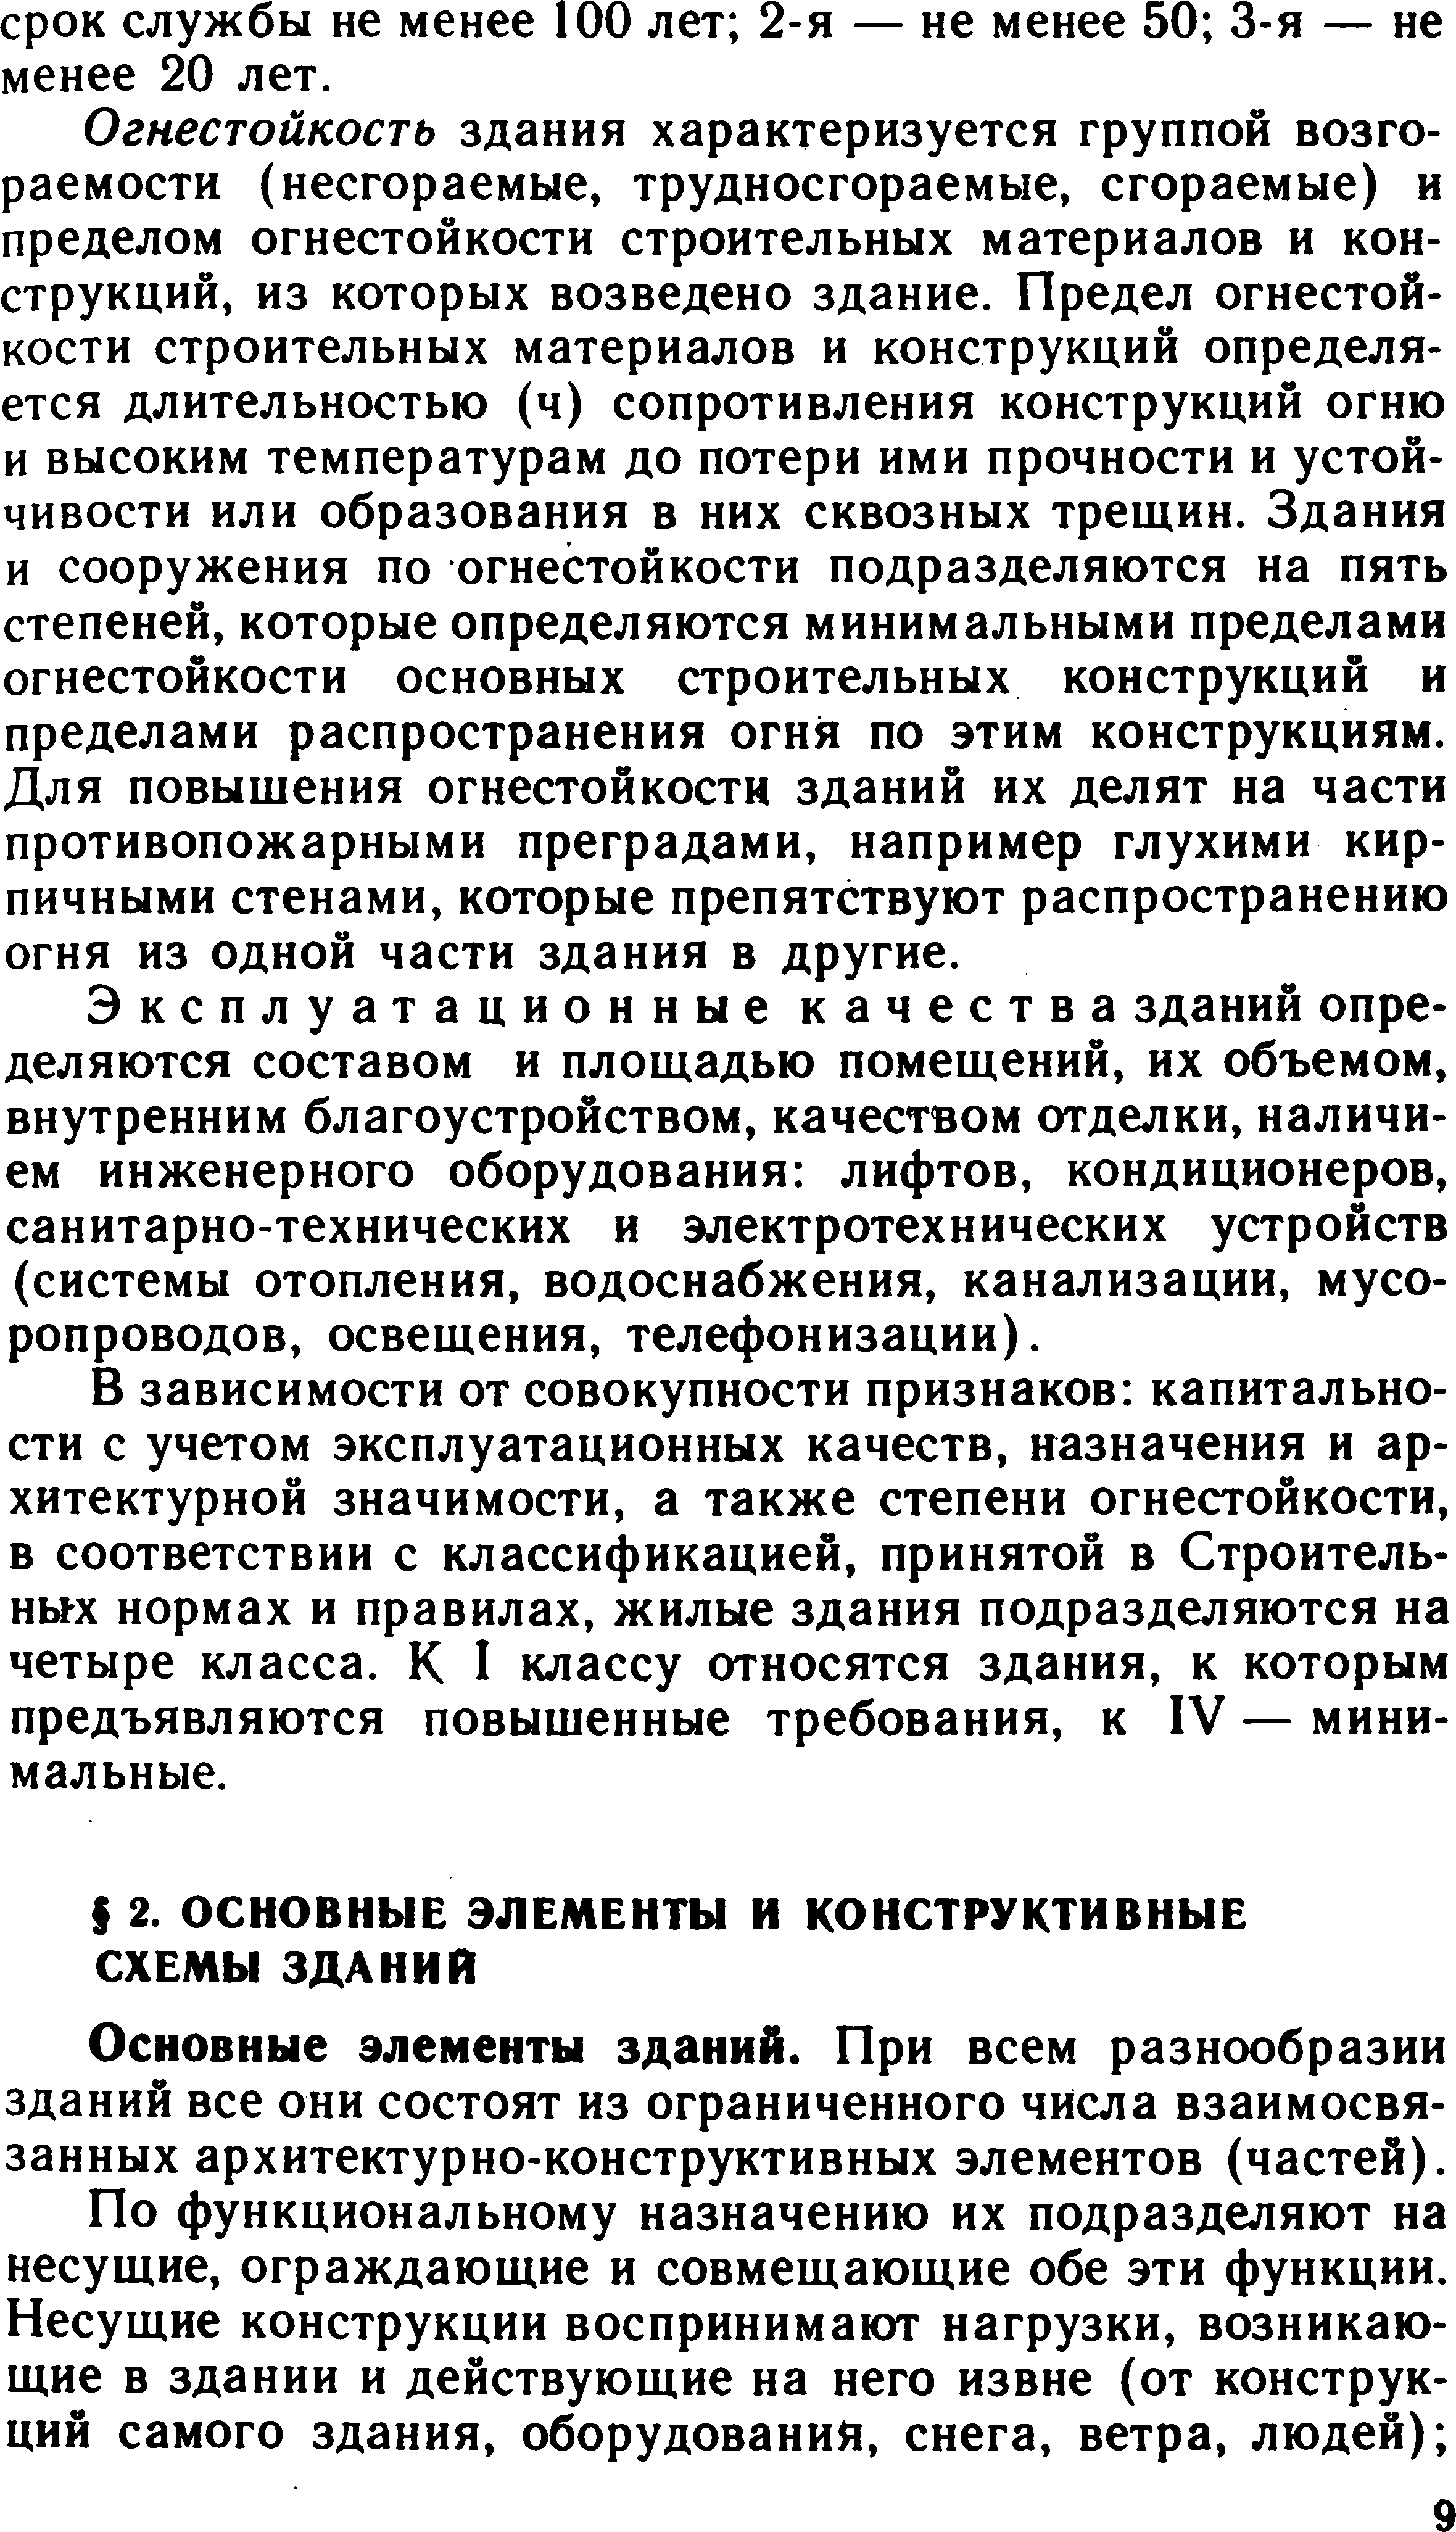 срок службы не менее 100 лет; 2-я — не менее 50; 3-я — не
менее 20 лет.
Огнестойкость здания характеризуется группой возго-
раемости (несгораемые, трудносгораемые, сгораемые) и
пределом огнестойкости строительных материалов и кон-
струкций, из которых возведено здание. Предел огнестой-
кости строительных материалов и конструкций определя-
ется длительностью (ч) сопротивления конструкций огню
и высоким температурам до потери ими прочности и устой-
чивости или образования в них сквозных трещин. Здания
и сооружения по огнестойкости подразделяются на пять
степеней, которые определяются минимальными пределами
огнестойкости основных строительных конструкций и
пределами распространения огня по этим конструкциям.
Для повышения огнестойкости зданий их делят на части
противопожарными преградами, например глухими кир-
пичными стенами, которые препятствуют распространению
огня из одной части здания в другие.
Эксплуатационные качества зданий опре-
деляются составом и площадью помещений, их объемом,
внутренним благоустройством, качеством отделки, наличи-
ем инженерного оборудования: лифтов, кондиционеров,
санитарно-технических и электротехнических устройств
(системы отопления, водоснабжения, канализации, мусо-
ропроводов, освещения, телефонизации).
В зависимости от совокупности признаков: капитально-
сти с учетом эксплуатационных качеств, назначения и ар-
хитектурной значимости, а также степени огнестойкости,
в соответствии с классификацией, принятой в Строитель-
ных нормах и правилах, жилые здания подразделяются на
четыре класса. К I классу относятся здания, к которым
предъявляются повышенные требования, к IV — мини-
мальные.
§ 2. ОСНОВНЫЕ ЭЛЕМЕНТЫ И КОНСТРУКТИВНЫЕ
СХЕМЫ ЗДАНИЙ
Основные элементы зданий. При всем разнообразии
зданий все они состоят из ограниченного числа взаимосвя-
занных архитектурно-конструктивных элементов (частей).
По функциональному назначению их подразделяют на
несущие, ограждающие и совмещающие обе эти функции.
Несущие конструкции воспринимают нагрузки, возникаю-
щие в здании и действующие на него извне (от конструк-
ций самого здания, оборудования, снега, ветра, людей);
9